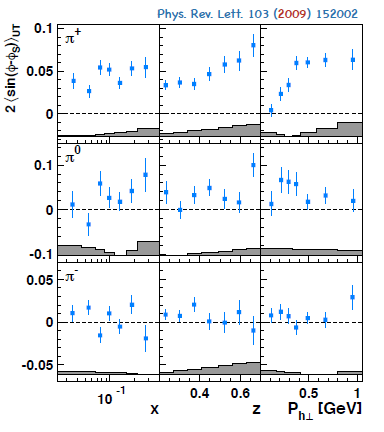 Phys. Rev. Lett. 103 (2009) 152002
2 ⟨sin(ϕ-ϕS)⟩UT
0.1
π+
0.05
0
0.1
π0
0
-0.1
0.05
π-
0
-0.05
10-1
0.4
0.6
0.5
1
x
z
Ph⊥ [GeV]